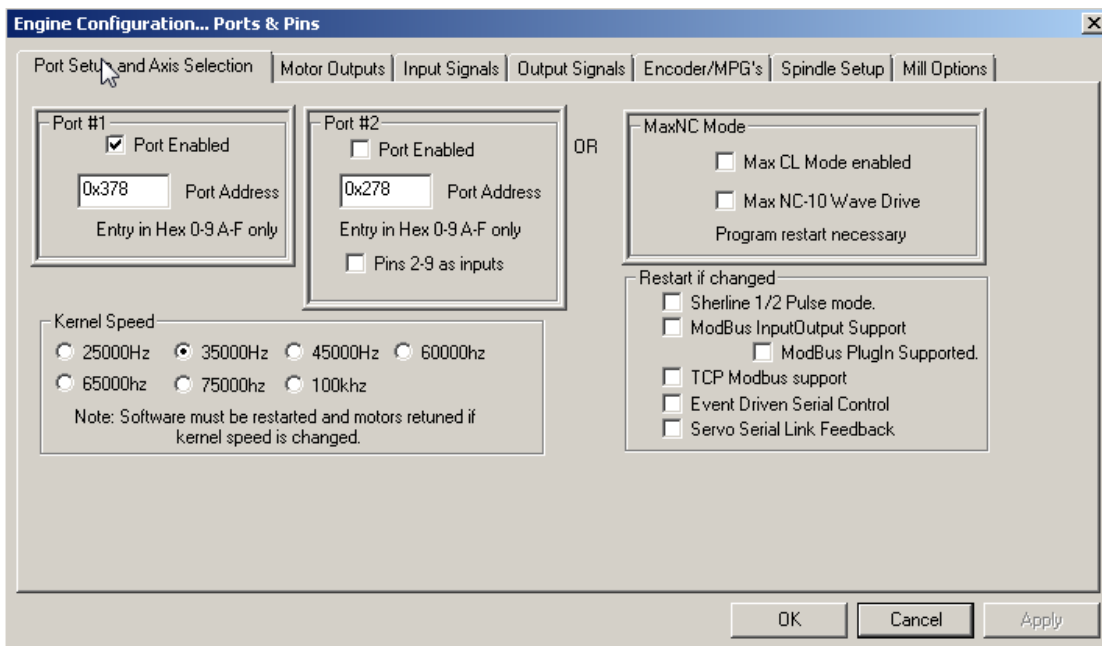 Engine Configuration... Ports & Pins
Port Setup and Axis Selection
Motor Outputs
Input Signals
Output Signals
Encoder/MPG's
Spindle Setup
Mill Options
Port #1
Port Enabled
0x378
Port Address
Entry in Hex 0-9 A-F only
Port #2
Port Enabled
0x278
Port Address
Entry in Hex 0-9 A-F only
Pins 2-9 as inputs
OR
MaxNC Mode
Max CL Mode enabled
Max NC-10 Wave Drive
Program restart necessary
Restart if changed
Sherline 1/2 Pulse mode.
ModBus InputOutput Support
ModBus PlugIn Supported.
TCP Modbus support
Event Driven Serial Control
Servo Serial Link Feedback
Kernel Speed
25000Hz
35000Hz
45000Hz
60000hz
65000hz
75000hz
100khz
Note: Software must be restarted and motors retuned if
kernel speed is changed.
OK
Cancel
Apply